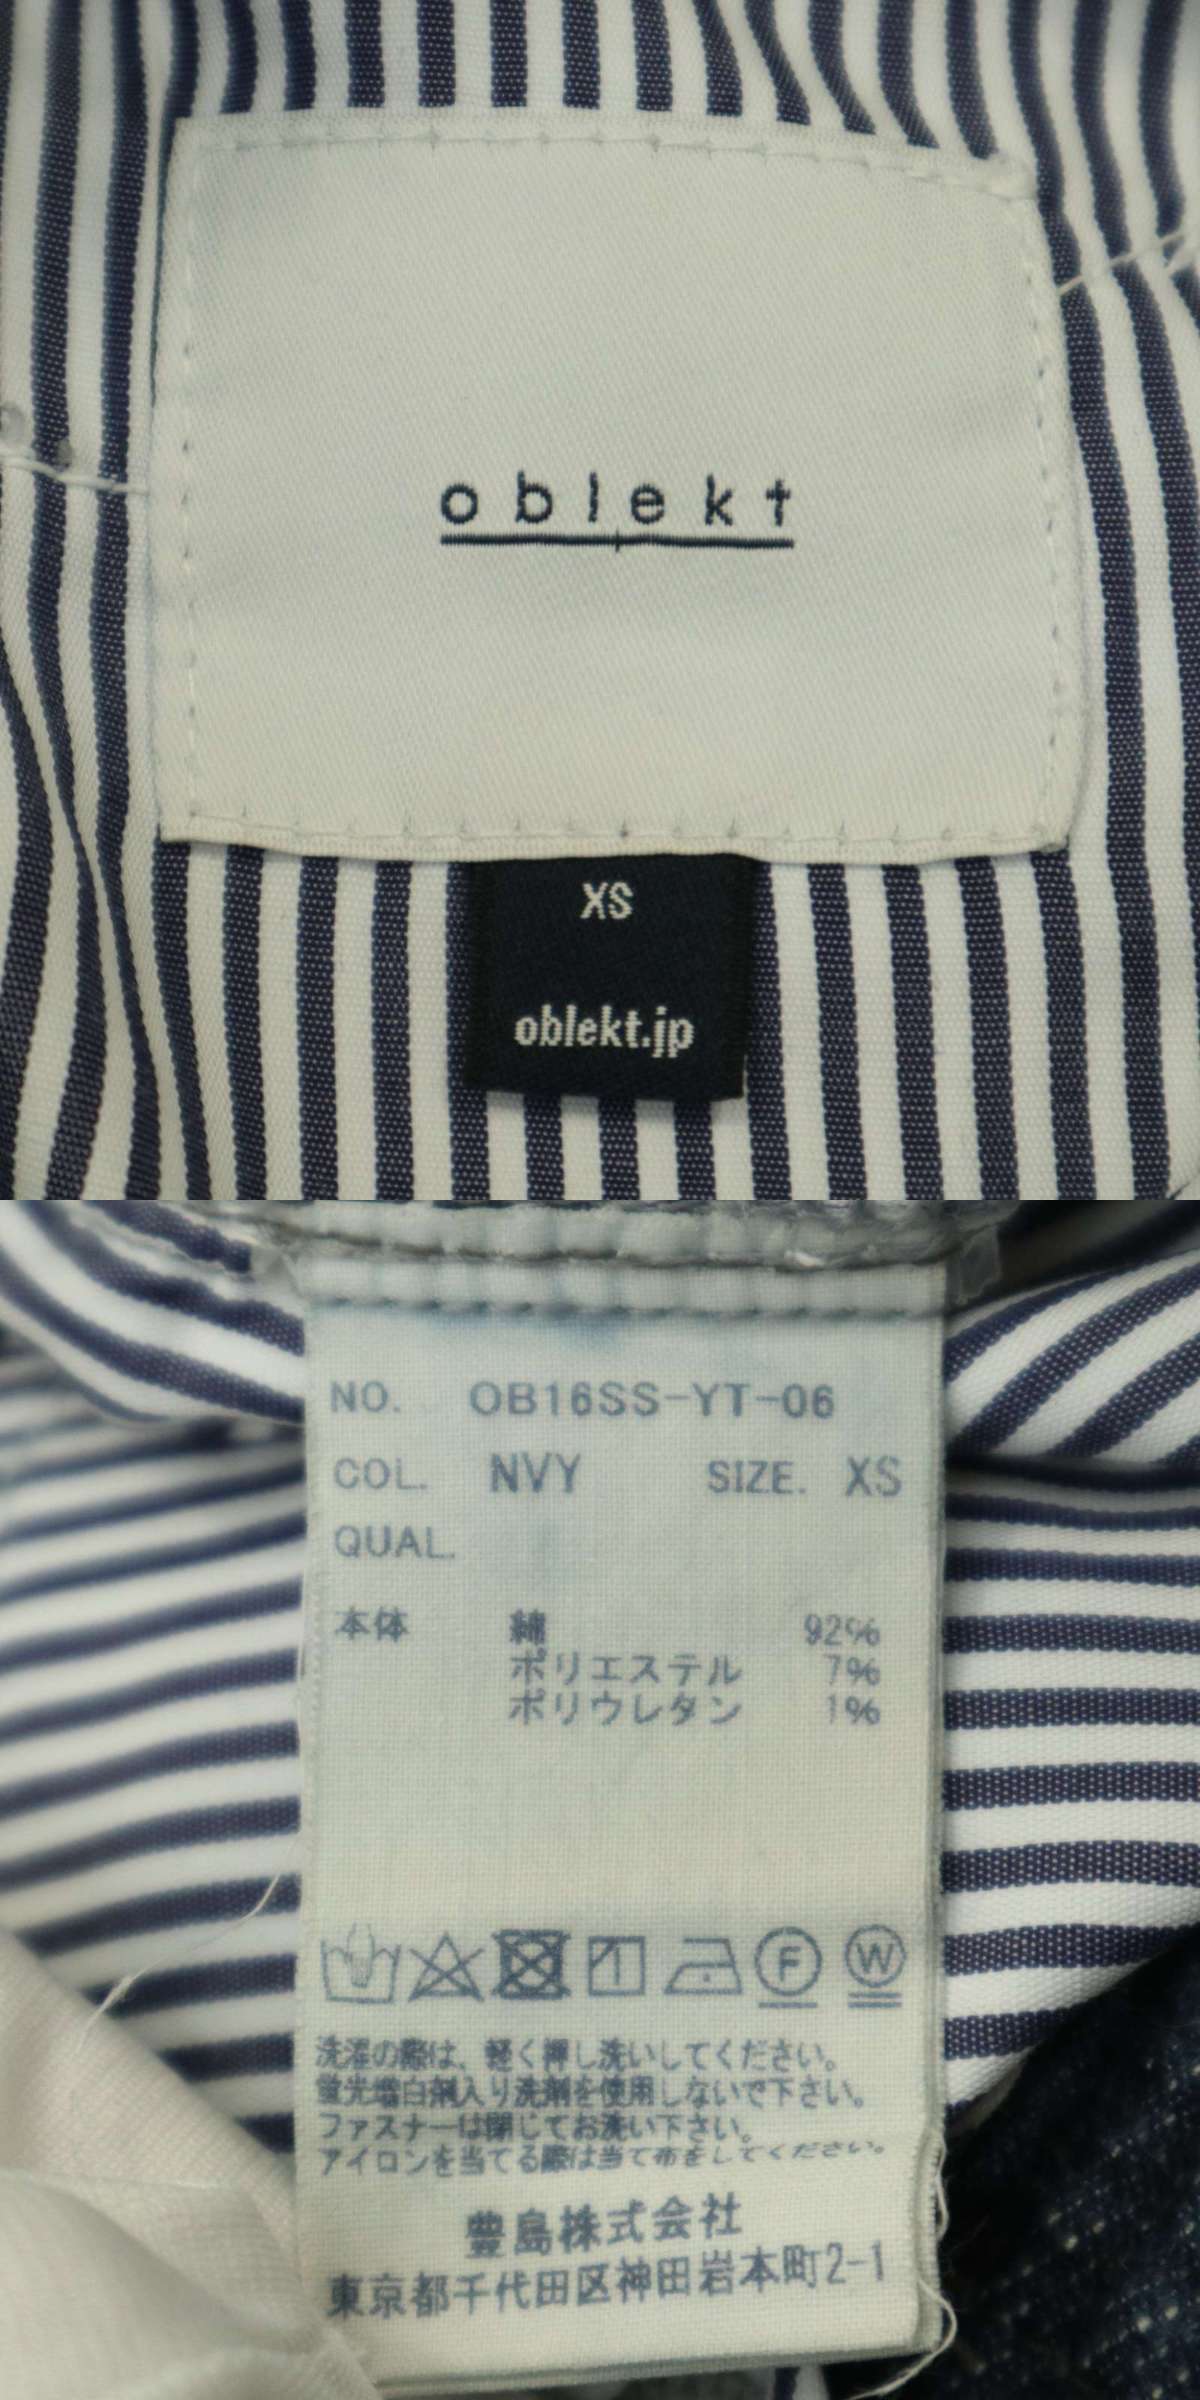 oblekt
XS
oblekt.jp
NO. OB16SS-YT-06
COL. NVY SIZE. XS
QUAL.
本体 綿 92%
ポリエステル 7%
ポリウレタン 1%
F W
洗濯の際は、軽く押し洗いしてください。
蛍光増白剤入り洗剤を使用しないで下さい。
ファスナーは閉じてお洗い下さい。
アイロンを当てる際は当て布をしてください。
豊島株式会社
東京都千代田区神田岩本町2-1